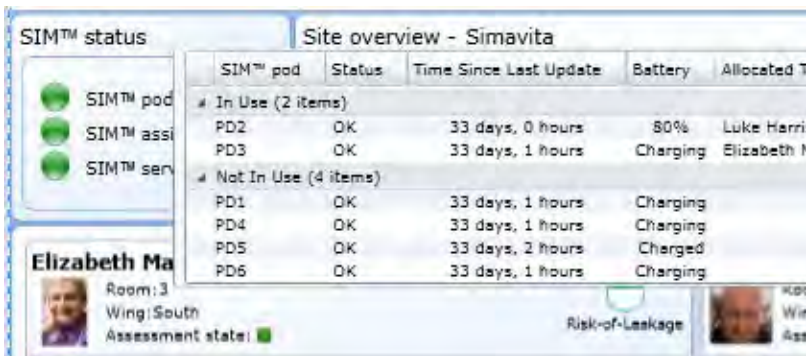 SIM™ status
Site overview - Simavita
SIM™ pod Status Time Since Last Update Battery Allocated T
In Use (2 items)
PD2 OK 33 days, 0 hours 80% Luke Harri
PD3 OK 33 days, 1 hours Charging Elizabeth
Not In Use (4 items)
PD1 OK 33 days, 1 hours Charging
PD4 OK 33 days, 1 hours Charging
PD5 OK 33 days, 2 hours Charged
PD6 OK 33 days, 1 hours Charging
SIM™ pod
SIM™ assi
SIM™ serv
Elizabeth Ma
Room:3
Wing:South
Assessment state:
Risk-of-Leakage